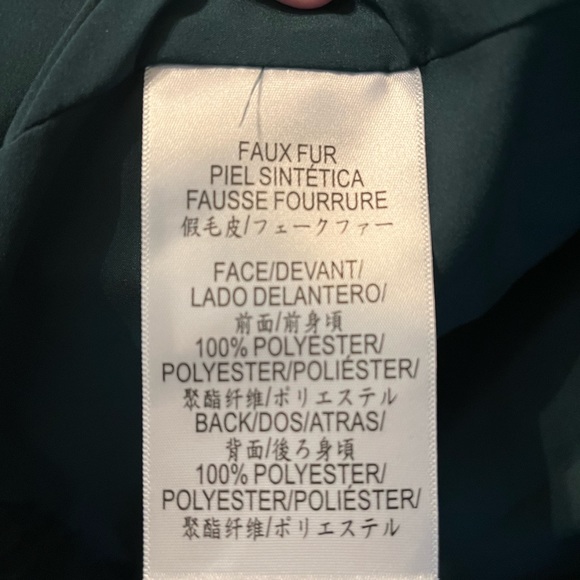 FAUX FUR
PIEL SINTÉTICA
FAUSSE FOURRURE
假毛皮/フェークファー
FACE/DEVANT/
LADO DELANTERO/
前面/前身頃
100% POLYESTER/
POLYESTER/POLIÉSTER/
聚酯纤维/ポリエステル
BACK/DOS/ATRAS/
背面/後ろ身頃
100% POLYESTER/
POLYESTER/POLIÉSTER/
聚酯纤维/ポリエステル